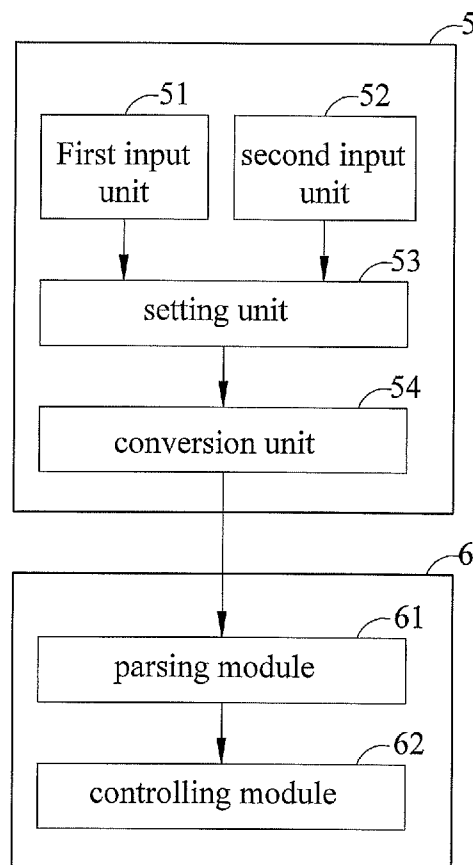 5
51
52
First input
unit
second input
unit
53
setting unit
54
conversion unit
6
61
parsing module
62
controlling module